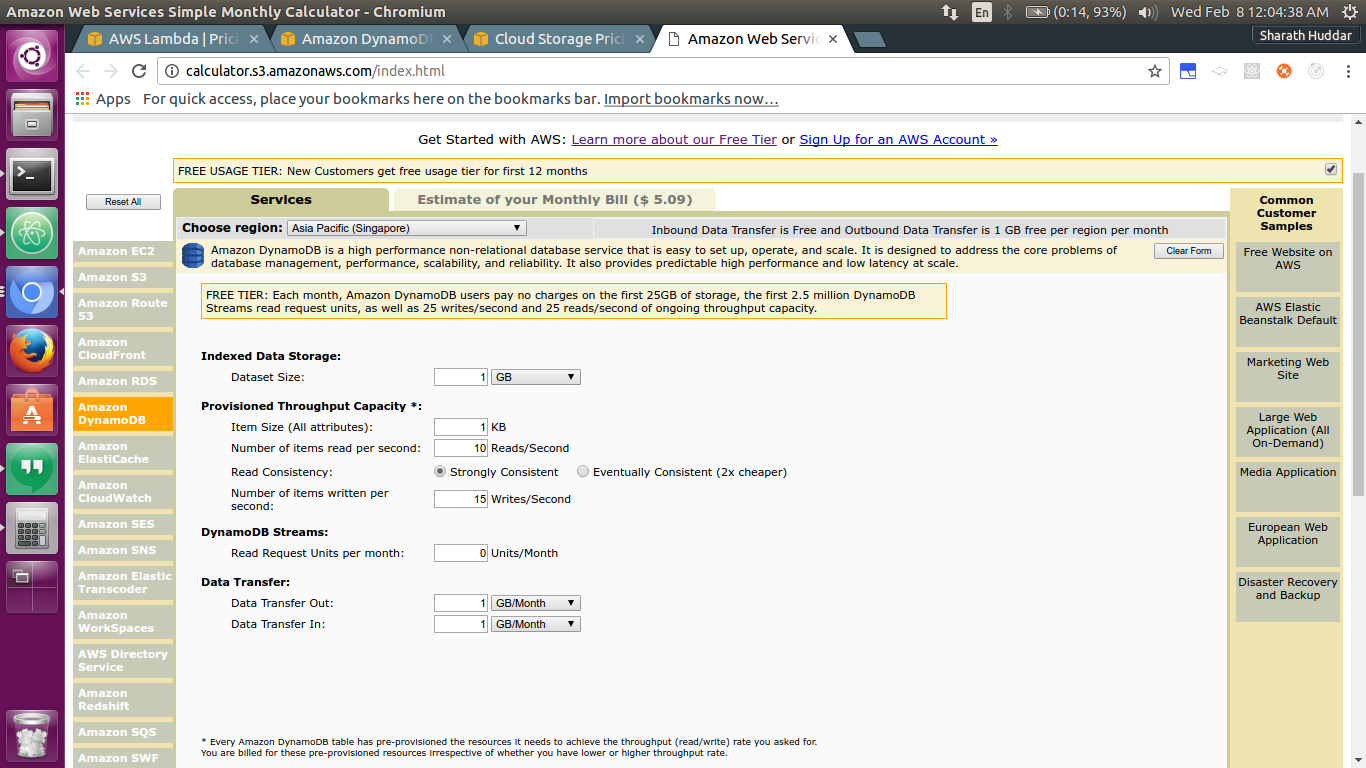 Amazon Web Services Simple Monthly Calculator - Chromium
En
(0:14, 93%)
Wed Feb 8 12:04:38 AM
AWS Lambda | Pric
Amazon DynamoD
Cloud Storage Pric
Amazon Web Servi
Sharath Huddar
calculator.s3.amazonaws.com/index.html
Apps
For quick access, place your bookmarks here on the bookmarks bar. Import bookmarks now...
Get Started with AWS: Learn more about our Free Tier or Sign Up for an AWS Account »
FREE USAGE TIER: New Customers get free usage tier for first 12 months
Reset All
Services
Estimate of your Monthly Bill ($ 5.09)
Choose region:
Asia Pacific (Singapore)
Inbound Data Transfer is Free and Outbound Data Transfer is 1 GB free per region per month
Amazon DynamoDB is a high performance non-relational database service that is easy to set up, operate, and scale. It is designed to address the core problems of
database management, performance, scalability, and reliability. It also provides predictable high performance and low latency at scale.
Clear Form
FREE TIER: Each month, Amazon DynamoDB users pay no charges on the first 25GB of storage, the first 2.5 million DynamoDB
Streams read request units, as well as 25 writes/second and 25 reads/second of ongoing throughput capacity.
Indexed Data Storage:
Dataset Size: 1 GB
Provisioned Throughput Capacity *:
Item Size (All attributes): 1 KB
Number of items read per second: 10 Reads/Second
Read Consistency: Strongly Consistent Eventually Consistent (2x cheaper)
Number of items written per
second:
15 Writes/Second
DynamoDB Streams:
Read Request Units per month: 0 Units/Month
Data Transfer:
Data Transfer Out: 1 GB/Month
Data Transfer In: 1 GB/Month
* Every Amazon DynamoDB table has pre-provisioned the resources it needs to achieve the throughput (read/write) rate you asked for.
You are billed for these pre-provisioned resources irrespective of whether you have lower or higher throughput rate.
Amazon EC2
Amazon S3
Amazon Route
53
Amazon
CloudFront
Amazon RDS
Amazon
DynamoDB
Amazon
ElastiCache
Amazon
CloudWatch
Amazon SES
Amazon SNS
Amazon Elastic
Transcoder
Amazon
WorkSpaces
AWS Directory
Service
Amazon
Redshift
Amazon SQS
Amazon SWF
Common
Customer
Samples
Free Website on
AWS
AWS Elastic
Beanstalk Default
Marketing Web
Site
Large Web
Application (All
On-Demand)
Media Application
European Web
Application
Disaster Recovery
and Backup